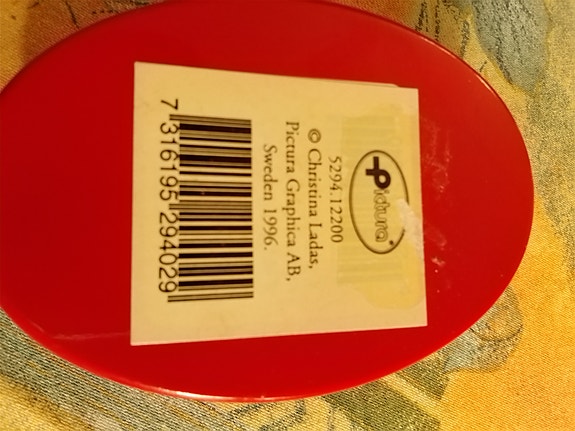 Pictura
5294.12200
© Christina Ladas,
Pictura Graphica AB,
Sweden 1996.
7 316195 294029